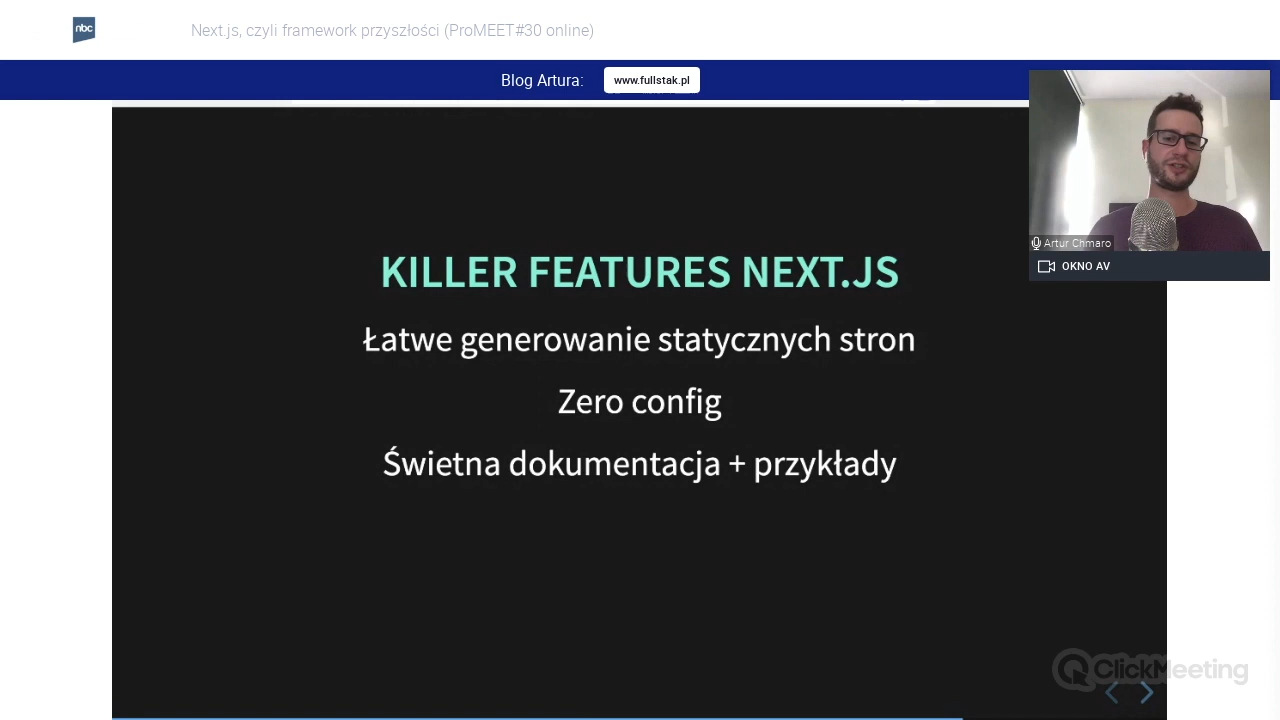 nbc
Next.js, czyli framework przyszłości (ProMEET#30 online)
Blog Artura:
www.fullstak.pl
Artur Chmaro
OKNO AV
KILLER FEATURES NEXT.JS
Łatwe generowanie statycznych stron
Zero config
Świetna dokumentacja + przykłady
ClickMeeting